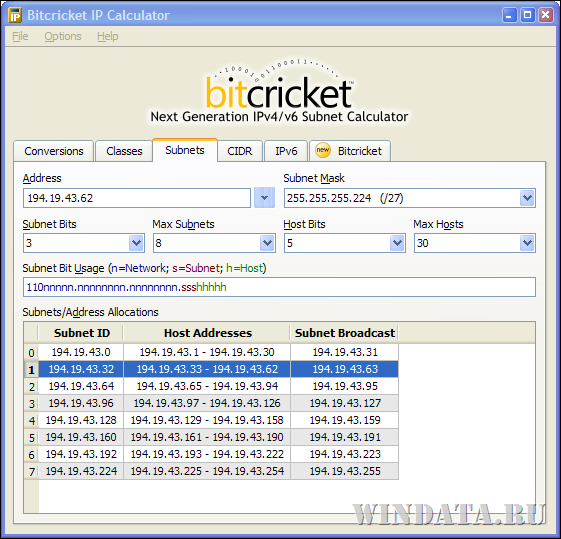 Bitcricket IP Calculator
File Options Help
1000100110001 1
bitcricket™
Next Generation IPv4/v6 Subnet Calculator
Conversions Classes Subnets CIDR IPv6 new Bitcricket
Address Subnet Mask
194.19.43.62 255.255.255.224 (/27)
Subnet Bits Max Subnets Host Bits Max Hosts
3 8 5 30
Subnet Bit Usage (n=Network; s=Subnet; h=Host)
110nnnnn.nnnnnnnn.nnnnnnnn.ssshhhhh
Subnets/Address Allocations
Subnet ID Host Addresses Subnet Broadcast
0 194.19.43.0 194.19.43.1 - 194.19.43.30 194.19.43.31
1 194.19.43.32 194.19.43.33 - 194.19.43.62 194.19.43.63
2 194.19.43.64 194.19.43.65 - 194.19.43.94 194.19.43.95
3 194.19.43.96 194.19.43.97 - 194.19.43.126 194.19.43.127
4 194.19.43.128 194.19.43.129 - 194.19.43.158 194.19.43.159
5 194.19.43.160 194.19.43.161 - 194.19.43.190 194.19.43.191
6 194.19.43.192 194.19.43.193 - 194.19.43.222 194.19.43.223
7 194.19.43.224 194.19.43.225 - 194.19.43.254 194.19.43.255
WINDATA.RU